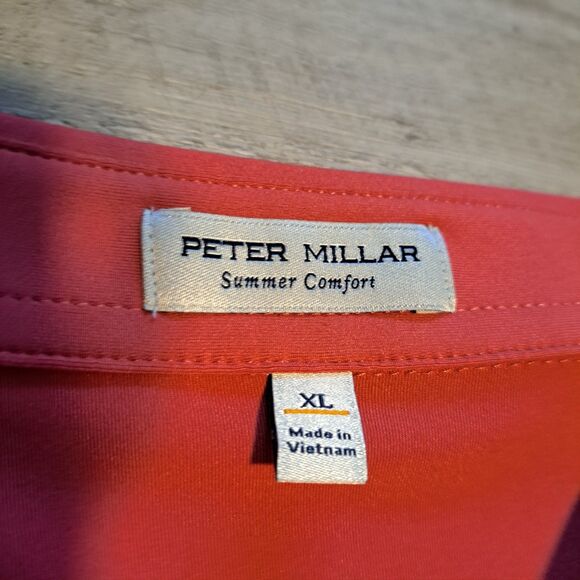 PETER MILLAR
Summer Comfort
XL
Made in
Vietnam